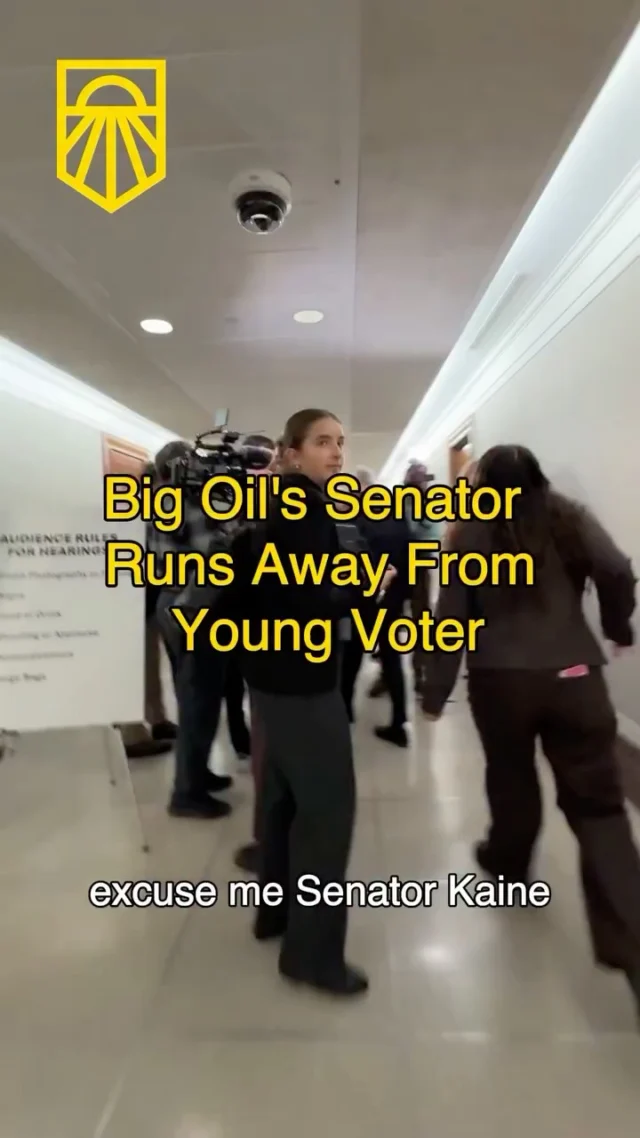 AUDIENCE RULES
FOR HEARINGS
Big Oil's Senator
Runs Away From
Young Voter
excuse me Senator Kaine